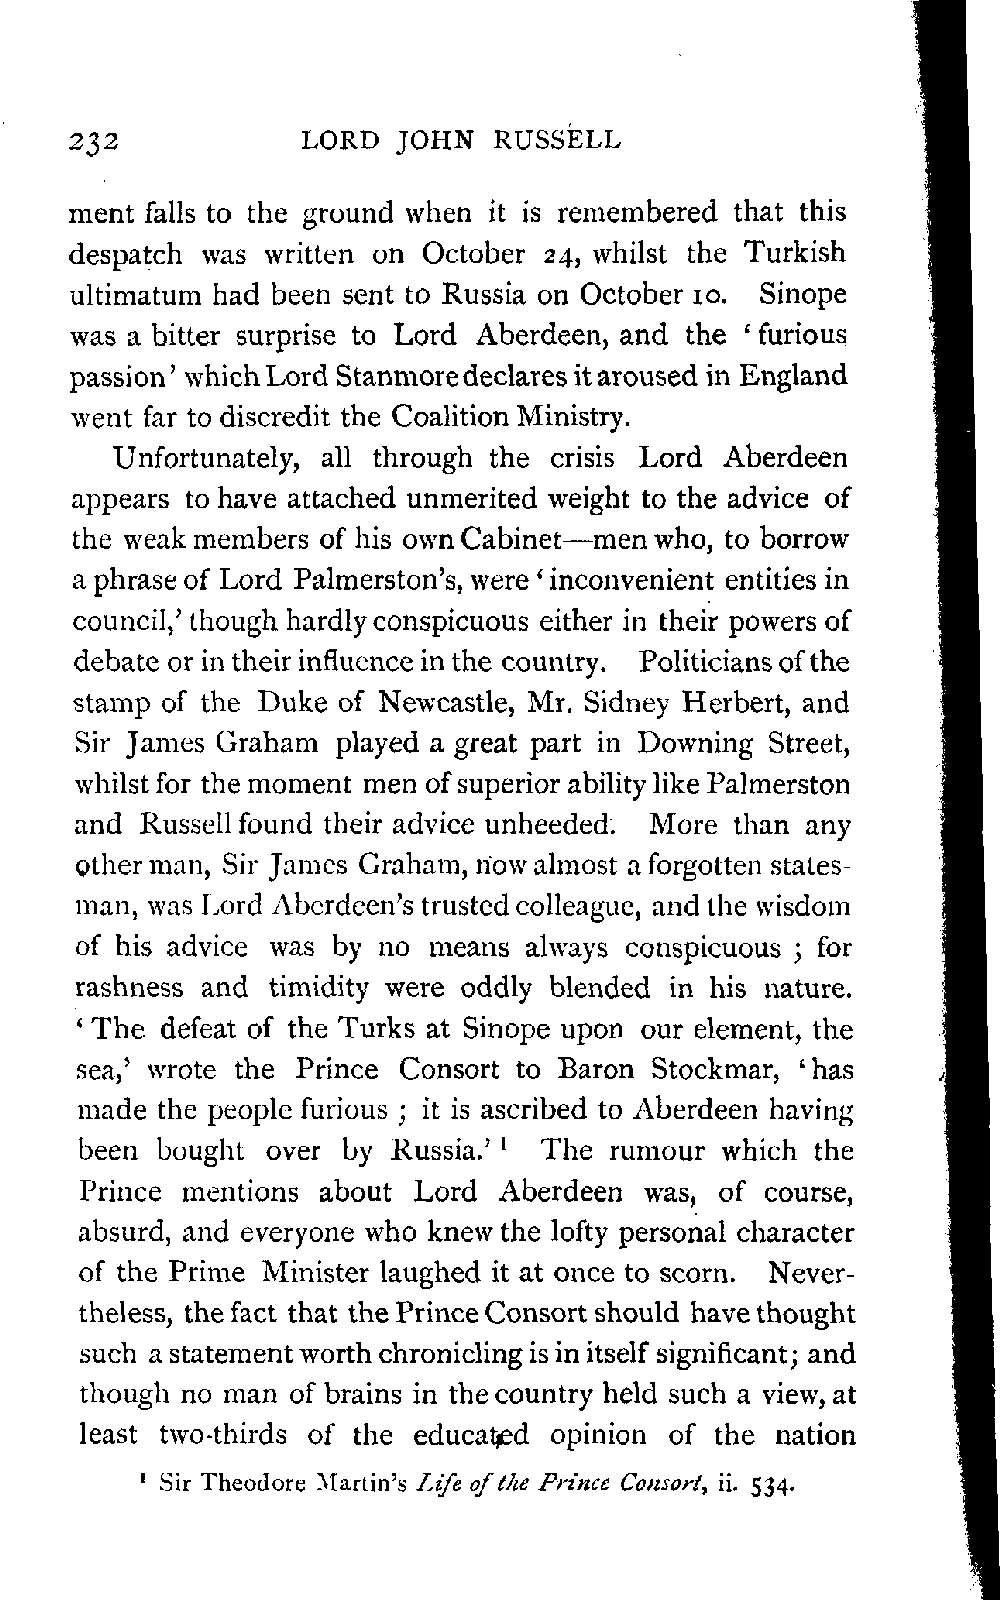 232 LORD JOHN RUSSELL
ment falls to the ground when it is remembered that this
despatch was written on October 24, whilst the Turkish
ultimatum had been sent to Russia on October 10. Sinope
was a bitter surprise to Lord Aberdeen, and the ‘furious
passion’ which Lord Stanmore declares it aroused in England
went far to discredit the Coalition Ministry.
Unfortunately, all through the crisis Lord Aberdeen
appears to have attached unmerited weight to the advice of
the weak members of his own Cabinet—men who, to borrow
a phrase of Lord Palmerston’s, were ‘inconvenient entities in
council,’ though hardly conspicuous either in their powers of
debate or in their influence in the country. Politicians of the
stamp of the Duke of Newcastle, Mr. Sidney Herbert, and
Sir James Graham played a great part in Downing Street,
whilst for the moment men of superior ability like Palmerston
and Russell found their advice unheeded. More than any
other man, Sir James Graham, now almost a forgotten states-
man, was Lord Aberdeen’s trusted colleague, and the wisdom
of his advice was by no means always conspicuous ; for
rashness and timidity were oddly blended in his nature.
‘The defeat of the Turks at Sinope upon our element, the
sea,’ wrote the Prince Consort to Baron Stockmar, ‘has
made the people furious ; it is ascribed to Aberdeen having
been bought over by Russia.’ ¹ The rumour which the
Prince mentions about Lord Aberdeen was, of course,
absurd, and everyone who knew the lofty personal character
of the Prime Minister laughed it at once to scorn. Never-
theless, the fact that the Prince Consort should have thought
such a statement worth chronicling is in itself significant; and
though no man of brains in the country held such a view, at
least two-thirds of the educated opinion of the nation
¹ Sir Theodore Martin’s Life of the Prince Consort, ii. 534.